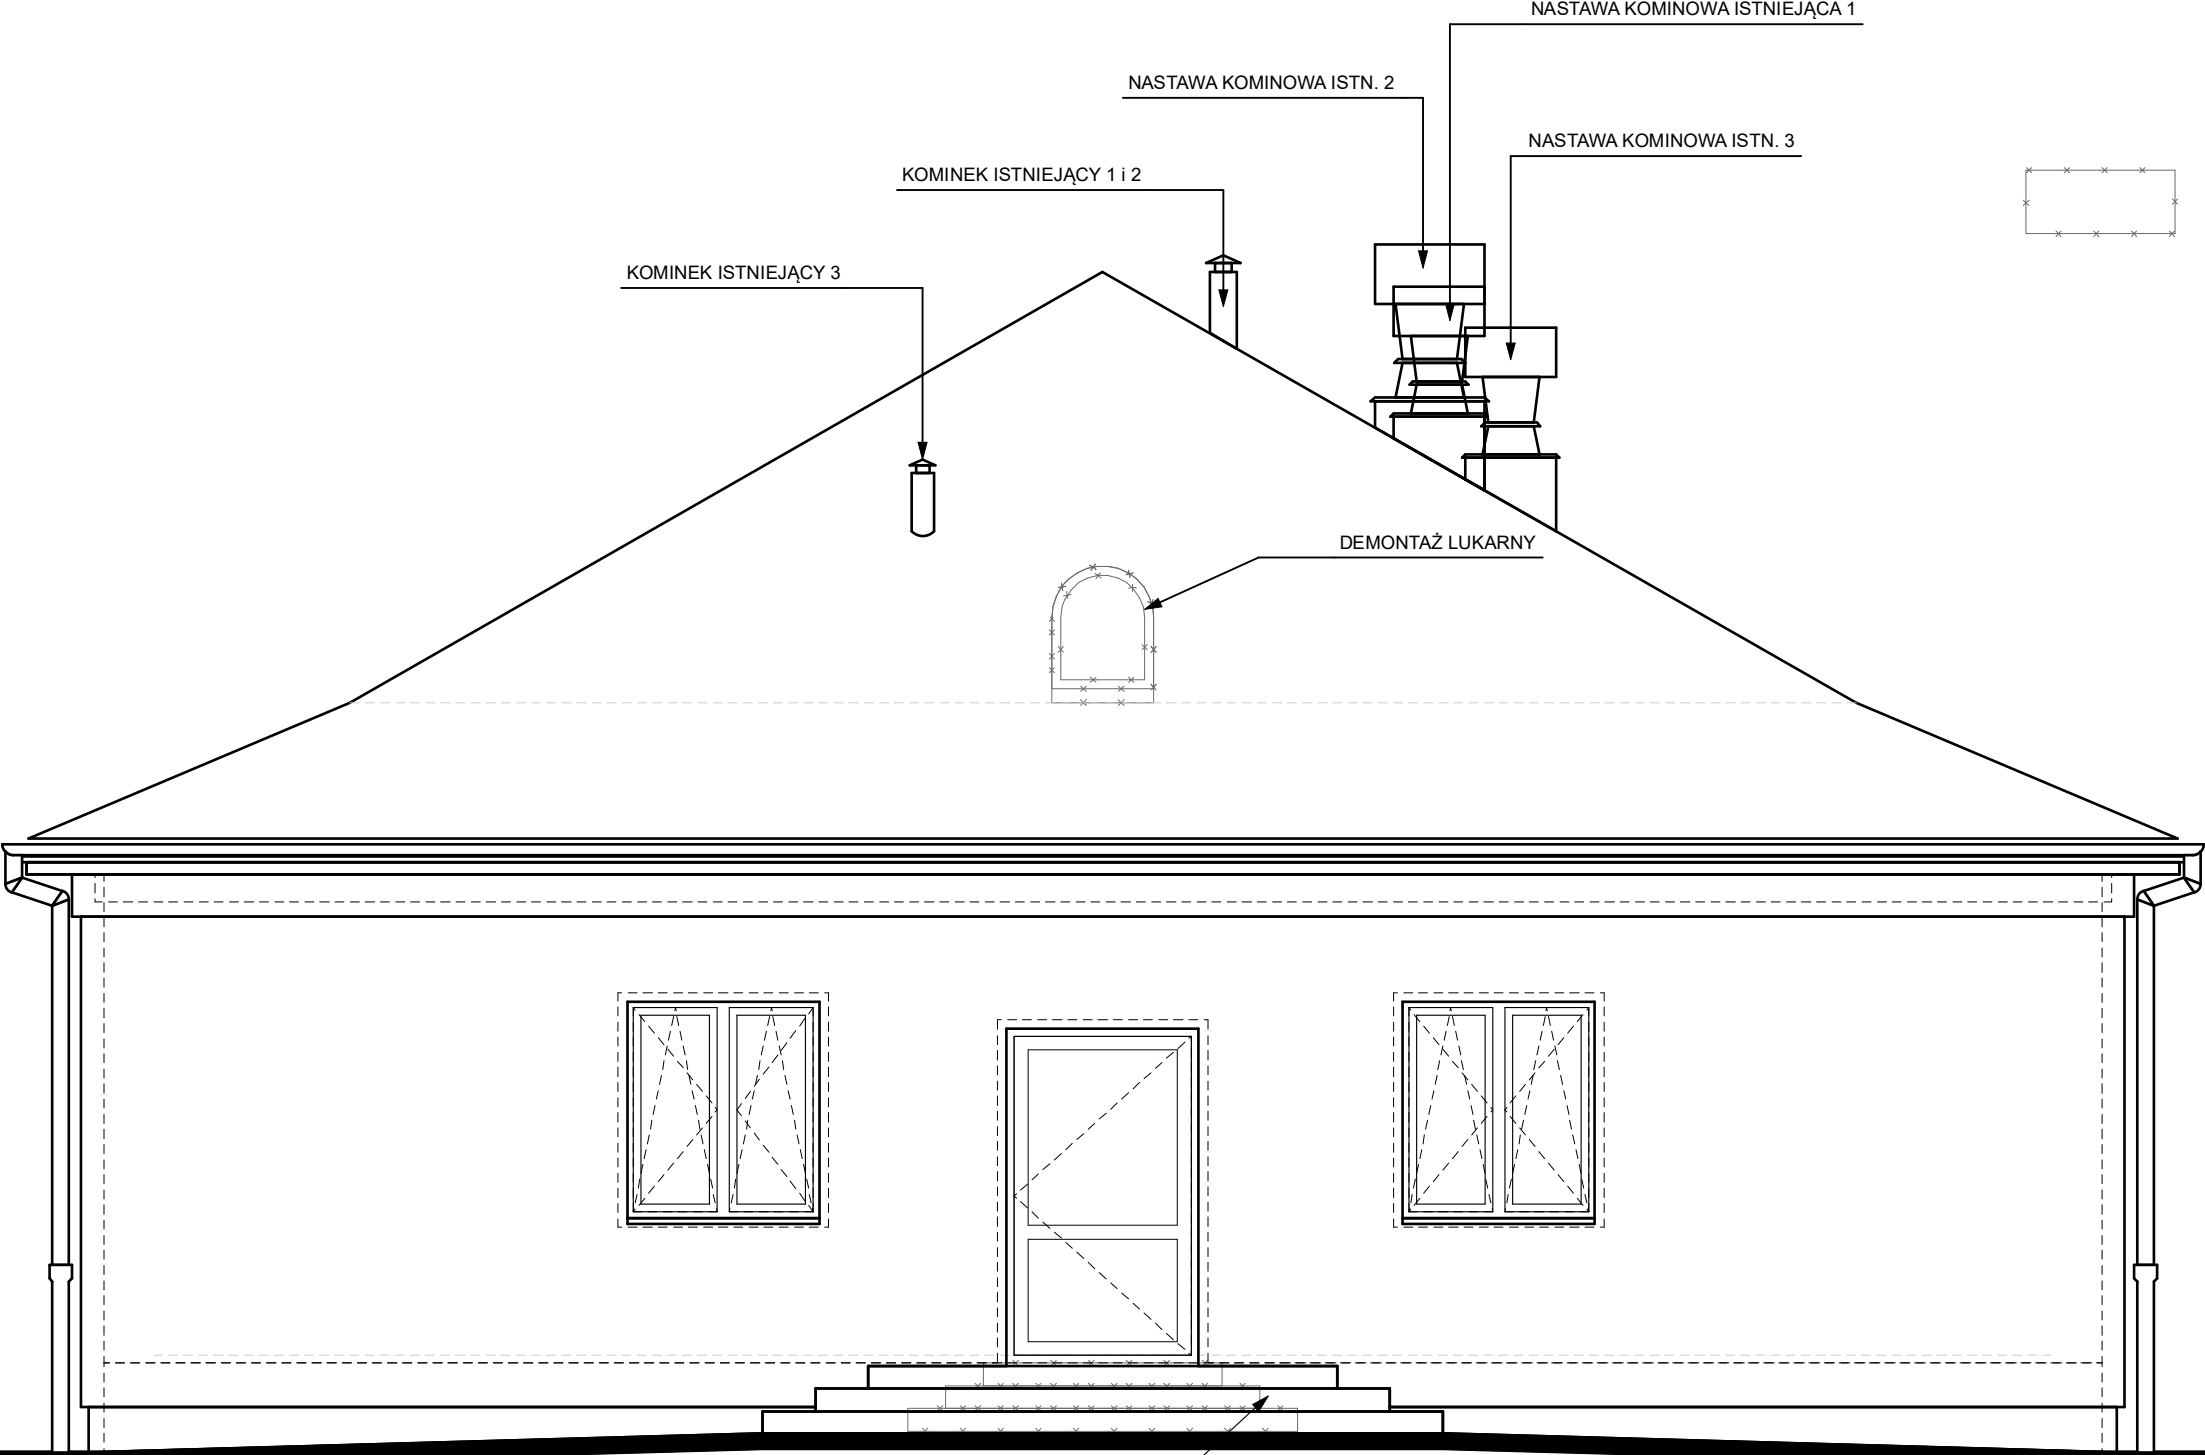 NASTAWA KOMINOWA ISTNIEJĄCA 1
NASTAWA KOMINOWA ISTN. 2
NASTAWA KOMINOWA ISTN. 3
KOMINEK ISTNIEJĄCY 1 i 2
KOMINEK ISTNIEJĄCY 3
DEMONTAŻ LUKARNY